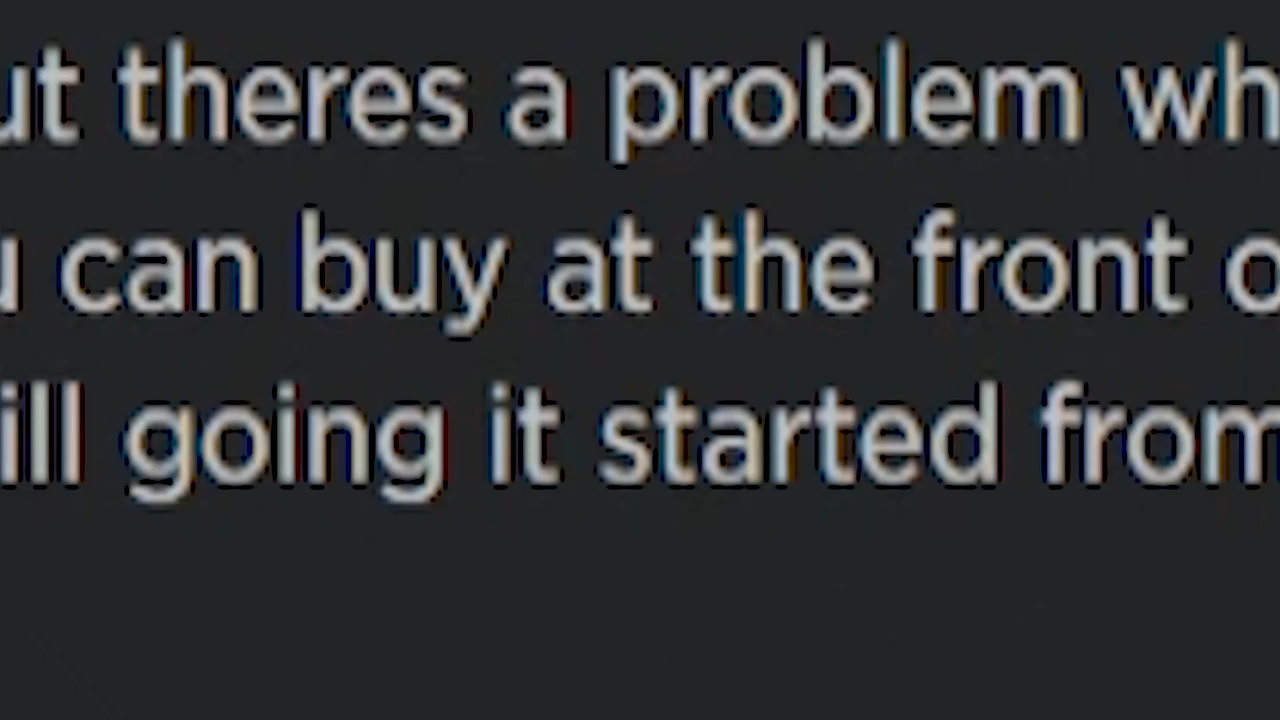 ut theres a problem wh
u can buy at the front o
ill going it started from